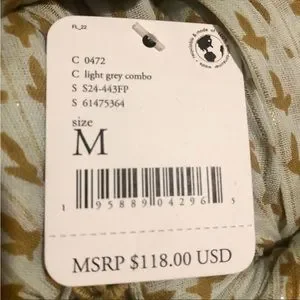 FL_22
C 0472
C light grey combo
S S24-443FP
S 61475364
size
M
1 95889 04296 5
MSRP $118.00 USD